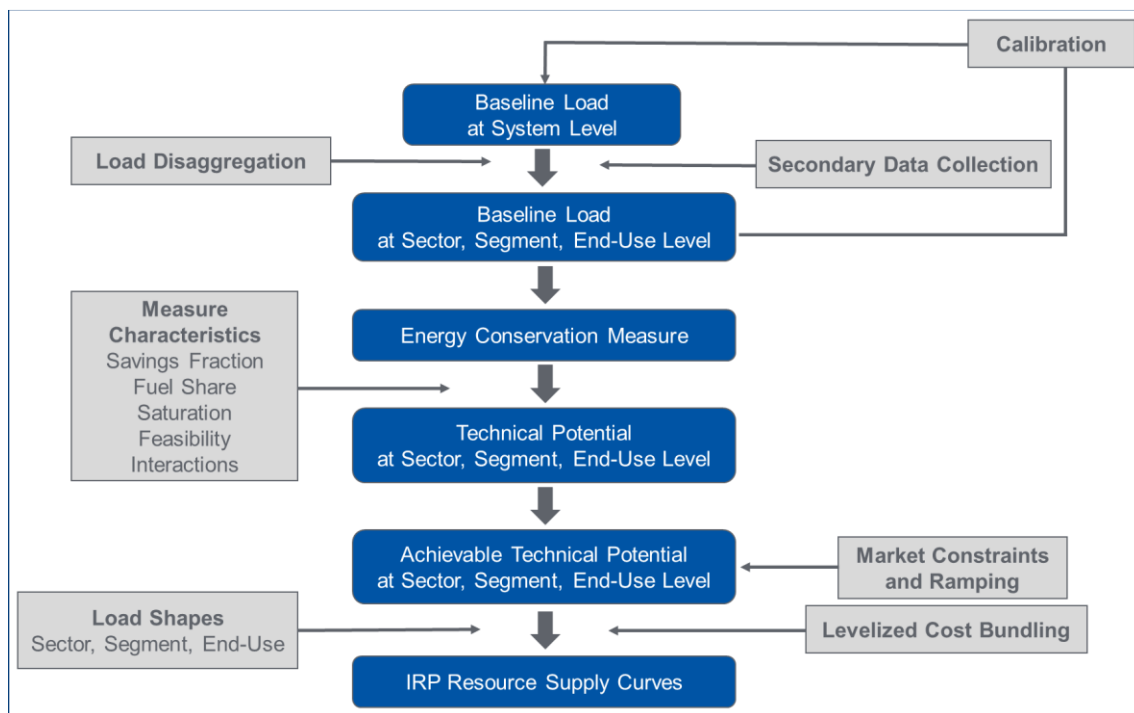 Calibration
Baseline Load
at System Level
Load Disaggregation
Secondary Data Collection
Baseline Load
at Sector, Segment, End-Use Level
Measure
Characteristics
Savings Fraction
Fuel Share
Saturation
Feasibility
Interactions
Energy Conservation Measure
Technical Potential
at Sector, Segment, End-Use Level
Achievable Technical Potential
at Sector, Segment, End-Use Level
Market Constraints
and Ramping
Load Shapes
Sector, Segment, End-Use
Levelized Cost Bundling
IRP Resource Supply Curves